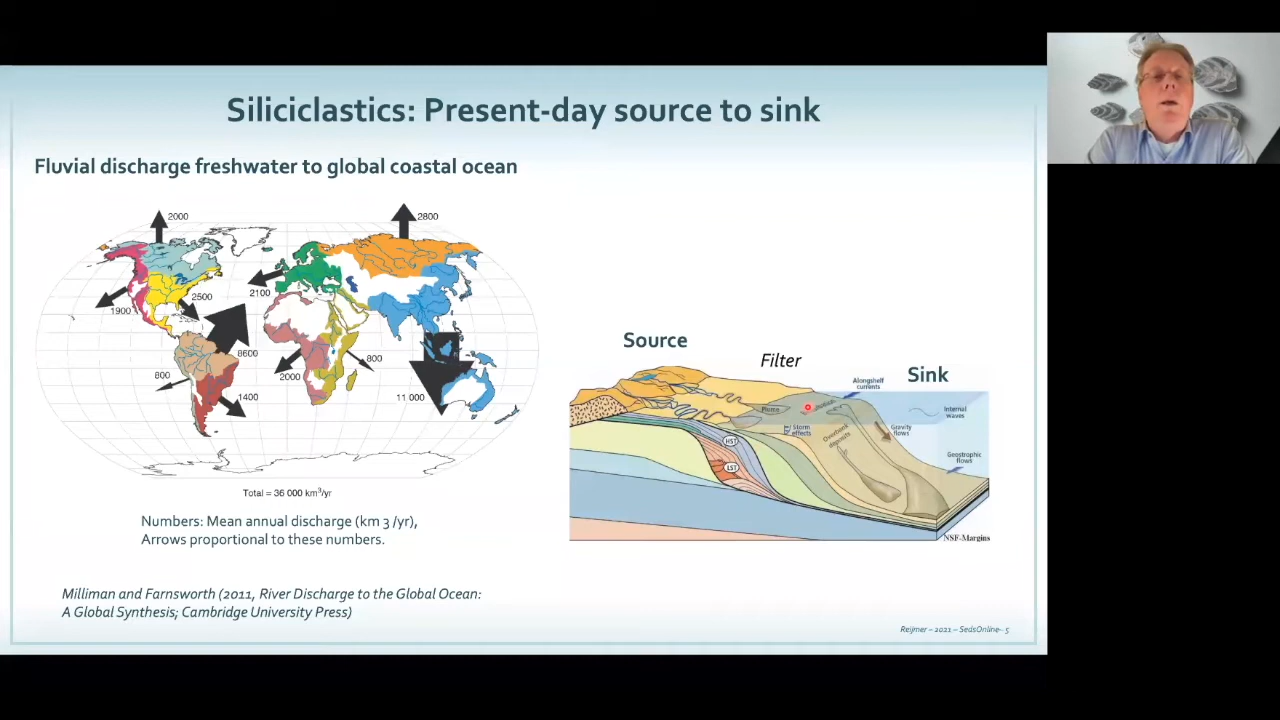 Siliciclastics: Present-day source to sink
Fluvial discharge freshwater to global coastal ocean
2000
2800
2100
2500
1900
8600
800
2000
800
1400
11 000
Total = 36 000 km³/yr
Numbers: Mean annual discharge (km 3 /yr),
Arrows proportional to these numbers.
Milliman and Farnsworth (2011, River Discharge to the Global Ocean:
A Global Synthesis; Cambridge University Press)
Source
Filter
Sink
Alongshelf
currents
Plume
Internal
waves
Storm
effects
Gravity
flows
Overbank
deposits
HST
LST
Geostrophic
flows
NSF-Margins
Reijmer – 2021 – SedsOnline– 5